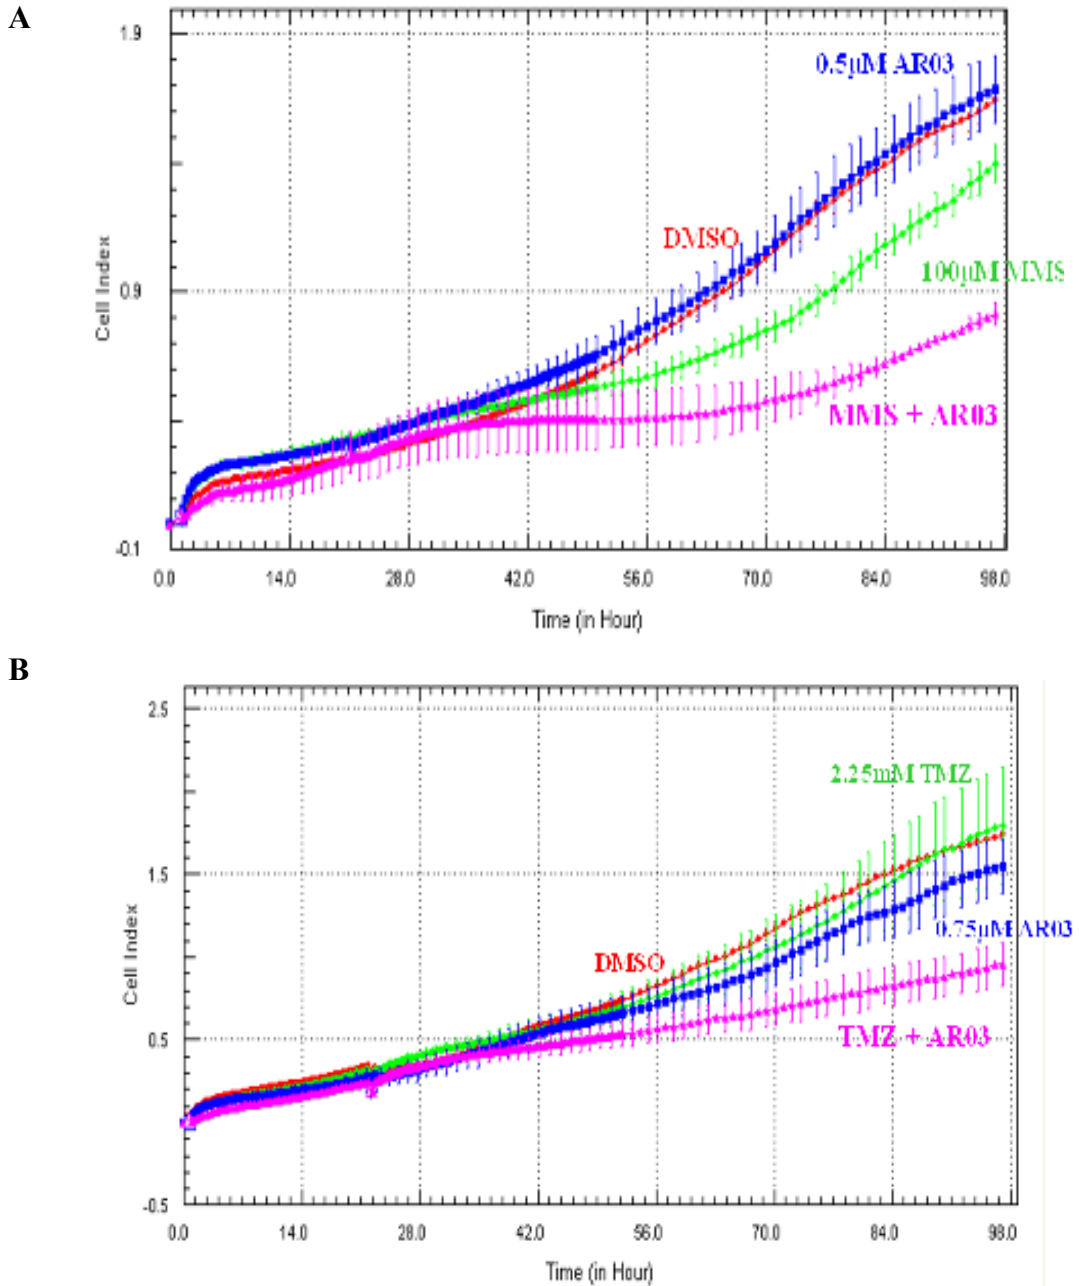 A
1.9
0.5µM AR03
DMSO
100µM MMS
0.9
Cell Index
MMS + AR03
-0.1
0.0 14.0 28.0 42.0 56.0 70.0 84.0 98.0
Time (in Hour)
B
2.5
2.25mM TMZ
1.5
0.75µM AR03
DMSO
Cell Index
TMZ + AR03
0.5
-0.5
0.0 14.0 28.0 42.0 56.0 70.0 84.0 98.0
Time (in Hour)